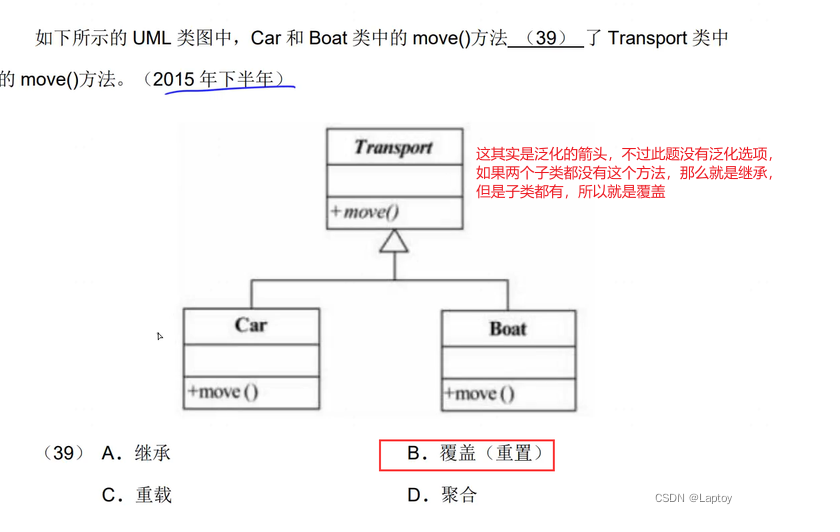 如下所示的 UML 类图中，Car 和 Boat 类中的 move()方法 （39） 了 Transport 类中
的 move()方法。（2015 年下半年）
Transport
+move()
这其实是泛化的箭头，不过此题没有泛化选项，
如果两个子类都没有这个方法，那么就是继承，
但是子类都有，所以就是覆盖
Car
+move ()
Boat
+move ()
（39） A．继承 B．覆盖（重置）
C．重载 D．聚合
CSDN @Laptoy